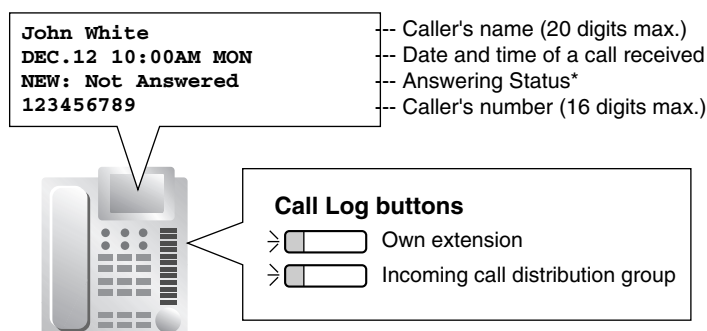 John White
--- Caller's name (20 digits max.)
DEC.12 10:00AM MON
--- Date and time of a call received
NEW: Not Answered
--- Answering Status*
123456789
--- Caller's number (16 digits max.)
Call Log buttons
Own extension
Incoming call distribution group